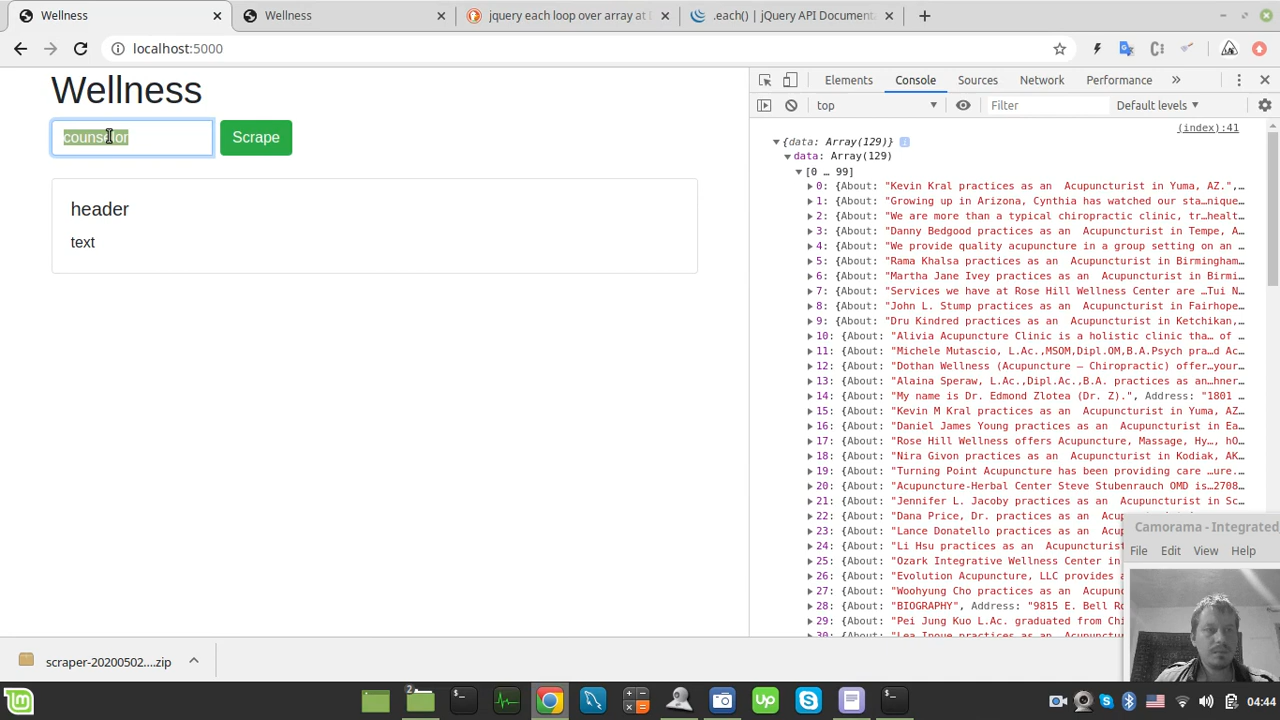 Wellness
Wellness
jquery each loop over array at
.each() | jQuery API Documenta
localhost:5000
Wellness
counselor
Scrape
header
text
Elements Console Sources Network Performance »
top
Filter
Default levels
(index):41
{data: Array(129)}
data: Array(129)
[0 … 99]
0: {About: "Kevin Kral practices as an  Acupuncturist in Yuma, AZ.",…
1: {About: "Growing up in Arizona, Cynthia has watched our sta…nique…
2: {About: "We are more than a typical chiropractic clinic, tr…healt…
3: {About: "Danny Bedgood practices as an  Acupuncturist in Tempe, A…
4: {About: "We provide quality acupuncture in a group setting on an …
5: {About: "Rama Khalsa practices as an  Acupuncturist in Birmingham…
6: {About: "Martha Jane Ivey practices as an  Acupuncturist in Birmi…
7: {About: "Services we have at Rose Hill Wellness Center are …Tui N…
8: {About: "John L. Stump practices as an  Acupuncturist in Fairhope…
9: {About: "Dru Kindred practices as an  Acupuncturist in Ketchikan,…
10: {About: "Alivia Acupuncture Clinic is a holistic clinic tha… of …
11: {About: "Michele Mutascio, L.Ac.,MSOM,Dipl.OM,B.A.Psych pra…d Ac…
12: {About: "Dothan Wellness (Acupuncture – Chiropractic) offer…your…
13: {About: "Alaina Speraw, L.Ac.,Dipl.Ac.,B.A. practices as an…hner…
14: {About: "My name is Dr. Edmond Zlotea (Dr. Z).", Address: "1801 …
15: {About: "Kevin M Kral practices as an  Acupuncturist in Yuma, AZ…
16: {About: "Daniel James Young practices as an  Acupuncturist in Ea…
17: {About: "Rose Hill Wellness offers Acupuncture, Massage, Hy…, hO…
18: {About: "Nira Givon practices as an  Acupuncturist in Kodiak, AK…
19: {About: "Turning Point Acupuncture has been providing care …ure.…
20: {About: "Acupuncture-Herbal Center Steve Stubenrauch OMD is…2708…
21: {About: "Jennifer L. Jacoby practices as an  Acupuncturist in Sc…
22: {About: "Dana Price, Dr. practices as an  Acup
23: {About: "Lance Donatello practices as an  Acup
24: {About: "Li Hsu practices as an  Acupuncturist
25: {About: "Ozark Integrative Wellness Center in
26: {About: "Evolution Acupuncture, LLC provides a
27: {About: "Woohyung Cho practices as an  Acupunc
28: {About: "BIOGRAPHY", Address: "9815 E. Bell Ro
29: {About: "Pei Jung Kuo L.Ac. graduated from Chi
30: {About: "Lea Inoue practices as an  Acupunctur
Camorama - Integrated
File Edit View Help
scraper-20200502....zip
2
Up
04:44